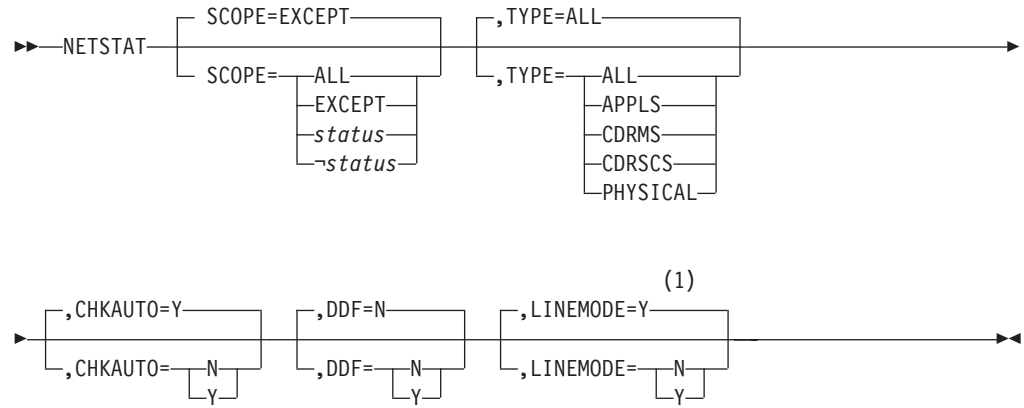 SCOPE=EXCEPT ,TYPE=ALL
NETSTAT
SCOPE= ALL ,TYPE= ALL
EXCEPT APPLS
status CDRMS
¬status CDRSCS
PHYSICAL
(1)
,CHKAUTO=Y ,DDF=N ,LINEMODE=Y
,CHKAUTO= N ,DDF= N ,LINEMODE= N
Y Y Y